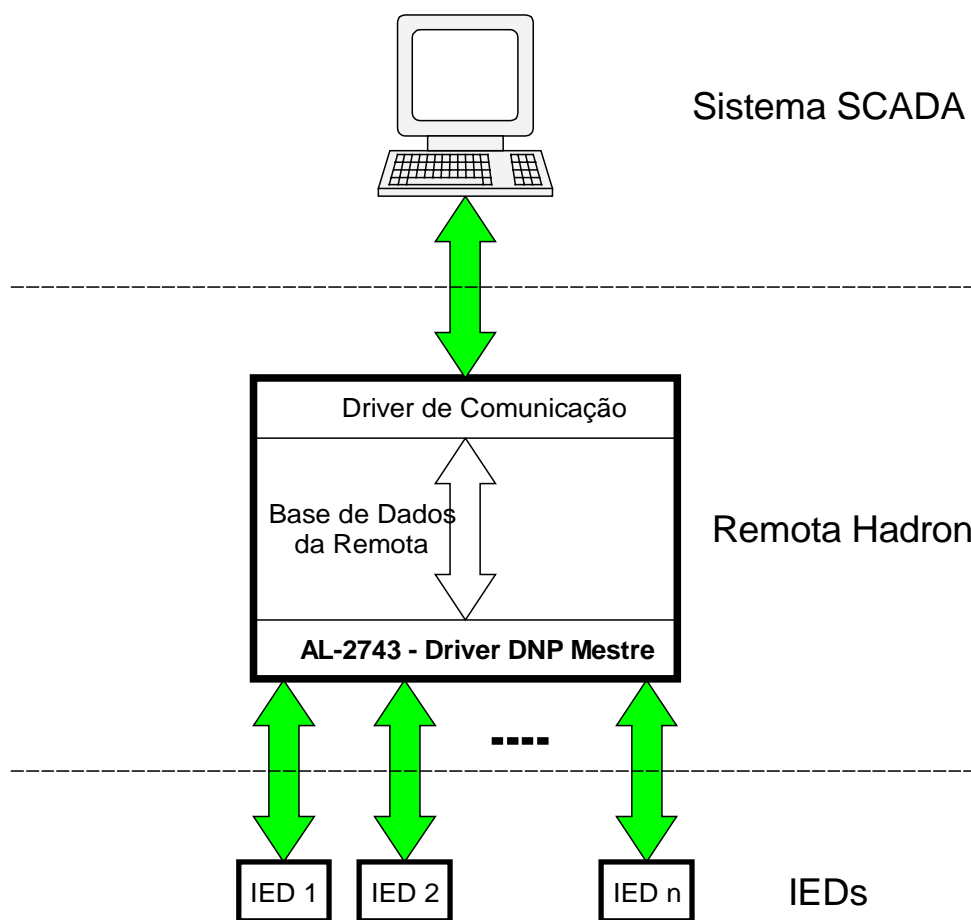 Sistema SCADA
Driver de Comunicação
Base de Dados
da Remota
Remota Hadron
AL-2743 - Driver DNP Mestre
----
IED 1
IED 2
IED n
IEDs